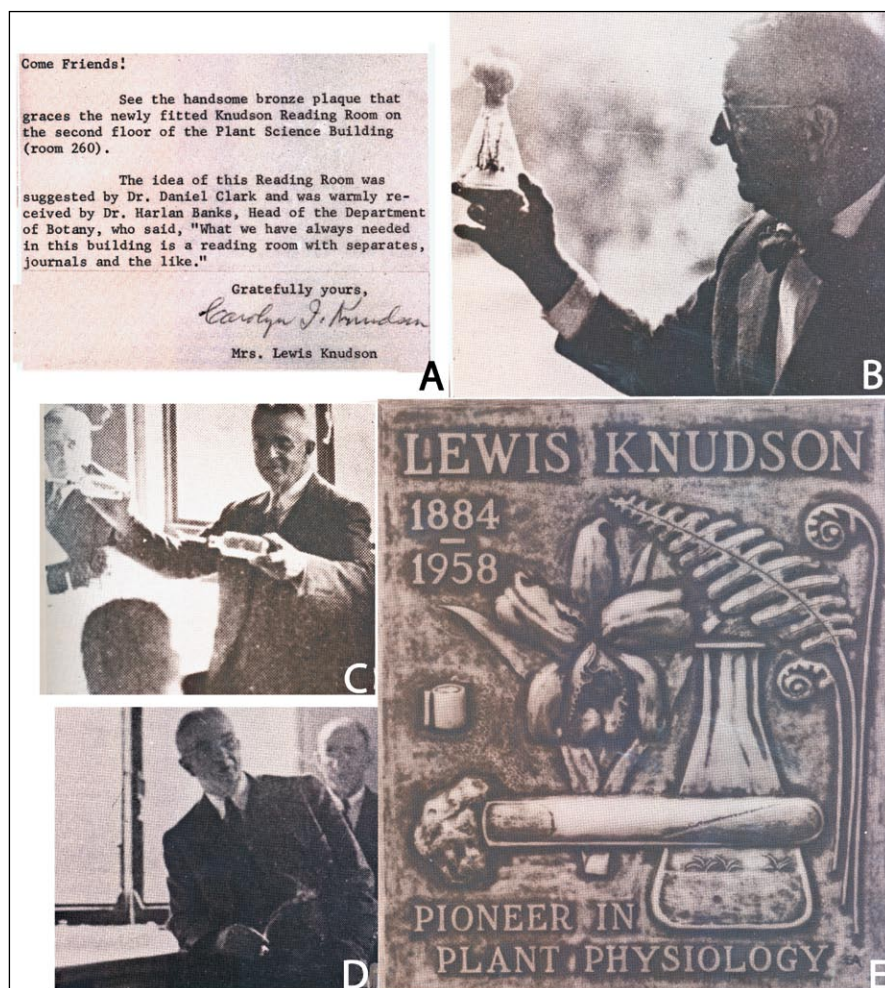 Come Friends!
See the handsome bronze plaque that
graces the newly fitted Knudson Reading Room on
the second floor of the Plant Science Building
(room 260).
The idea of this Reading Room was
suggested by Dr. Daniel Clark and was warmly re-
ceived by Dr. Harlan Banks, Head of the Department
of Botany, who said, "What we have always needed
in this building is a reading room with separates,
journals and the like."
Gratefully yours,
Carolyn I. Knudson
Mrs. Lewis Knudson
A
B
C
D
LEWIS KNUDSON
1884
–
1958
PIONEER IN
PLANT PHYSIOLOGY
EA
E